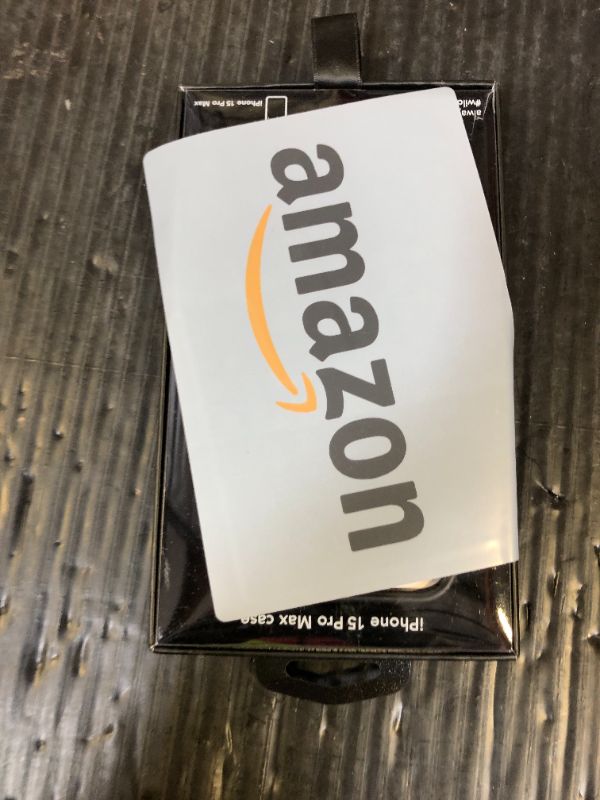 amazon
iPhone 15 Pro Max case
iPhone 15 Pro Max